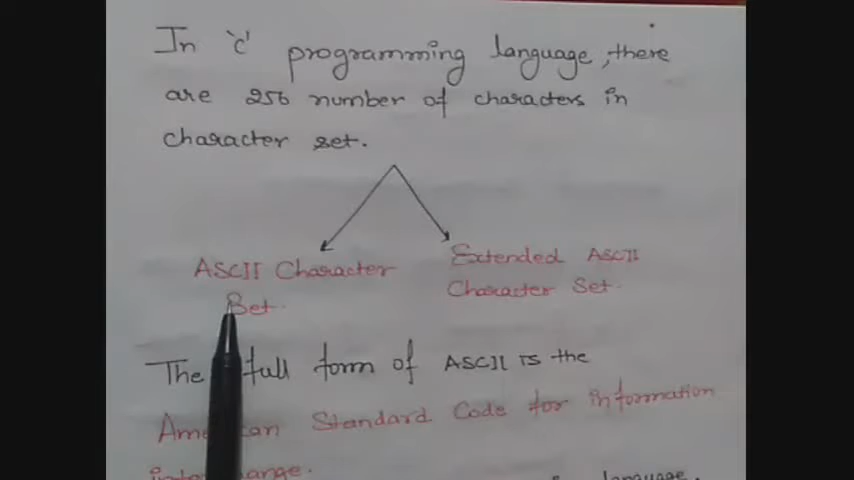 In 'c' programming language, there
are 256 number of characters in
character set.
ASCII Character
Set.
Extended ASCII
Character Set.
The full form of ASCII is the
Standard Code for information
language.